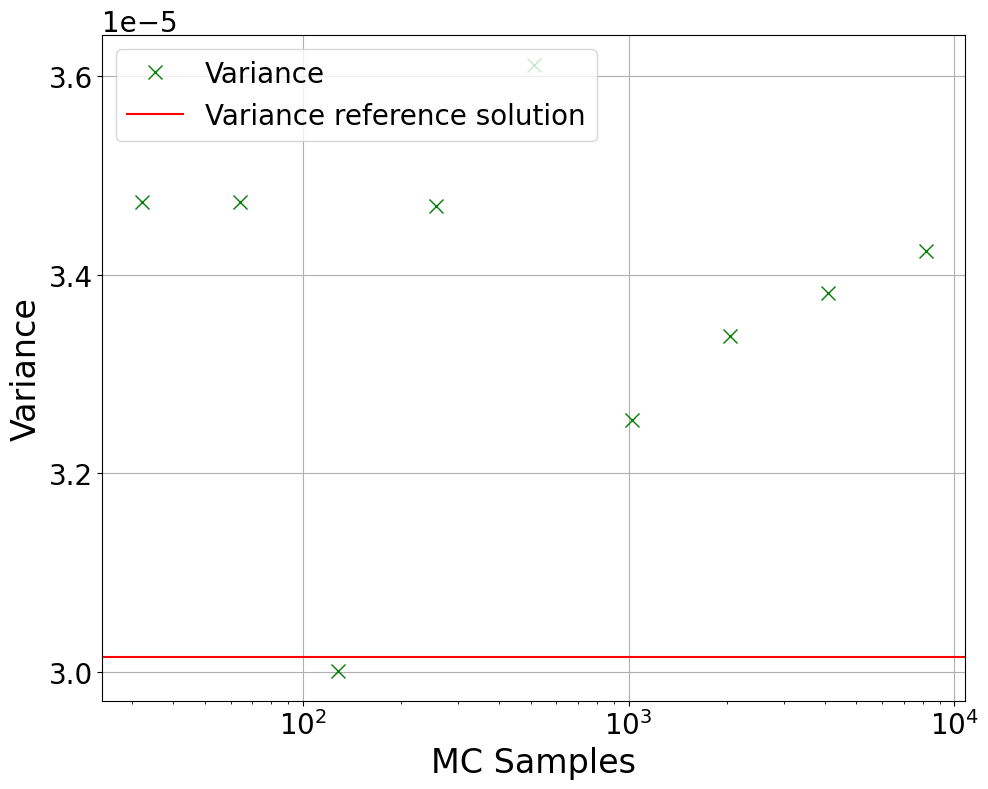 1e−5
3.6
3.4
3.2
3.0
Variance
Variance
Variance reference solution
10²
10³
10⁴
MC Samples